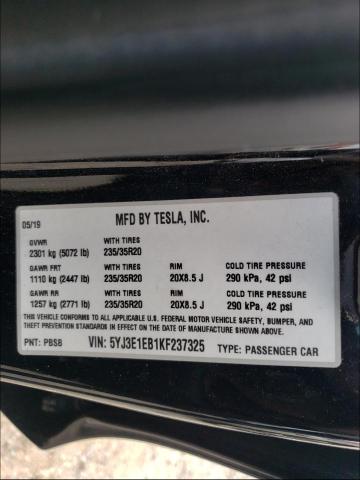 05/19 MFD BY TESLA, INC.
GVWR WITH TIRES
2301 kg (5072 lb) 235/35R20
GAWR FRT WITH TIRES RIM COLD TIRE PRESSURE
1110 kg (2447 lb) 235/35R20 20X8.5 J 290 kPa, 42 psi
GAWR RR WITH TIRES RIM COLD TIRE PRESSURE
1257 kg (2771 lb) 235/35R20 20X8.5 J 290 kPa, 42 psi
THIS VEHICLE CONFORMS TO ALL APPLICABLE U.S. FEDERAL MOTOR VEHICLE SAFETY, BUMPER, AND
THEFT PREVENTION STANDARDS IN EFFECT ON THE DATE OF MANUFACTURE SHOWN ABOVE.
PNT: PBSB VIN: 5YJ3E1EB1KF237325 TYPE: PASSENGER CAR